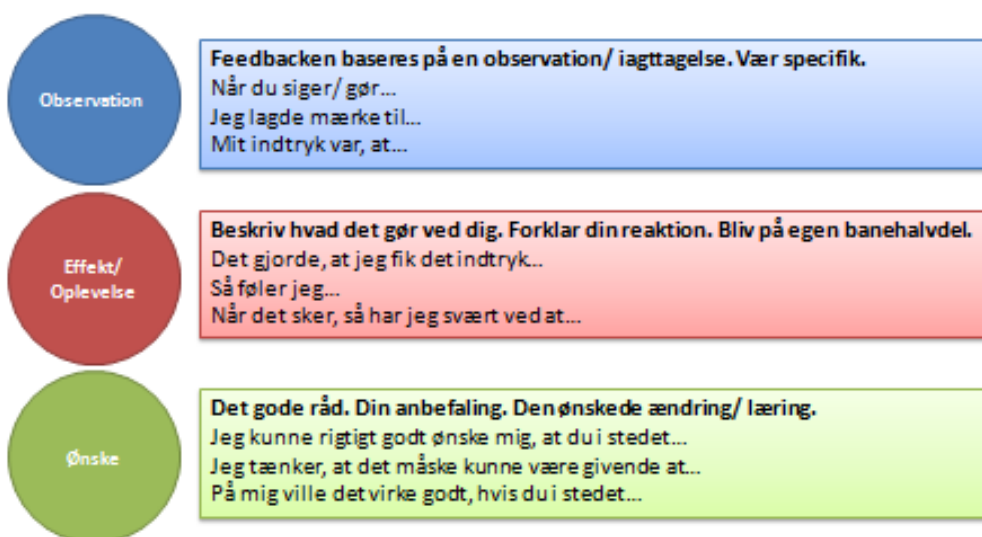 Observation
Feedbacken baseres på en observation/ iagttagelse. Vær specifik.
Når du siger/ gør...
Jeg lagde mærke til...
Mit indtryk var, at...
Effekt/
Oplevelse
Beskriv hvad det gør ved dig. Forklar din reaktion. Bliv på egen banehalvdel.
Det gjorde, at jeg fik det indtryk...
Så føler jeg...
Når det sker, så har jeg svært ved at...
Ønske
Det gode råd. Din anbefaling. Den ønskede ændring/ læring.
Jeg kunne rigtigt godt ønske mig, at du i stedet...
Jeg tænker, at det måske kunne være givende at...
På mig ville det virke godt, hvis du i stedet...